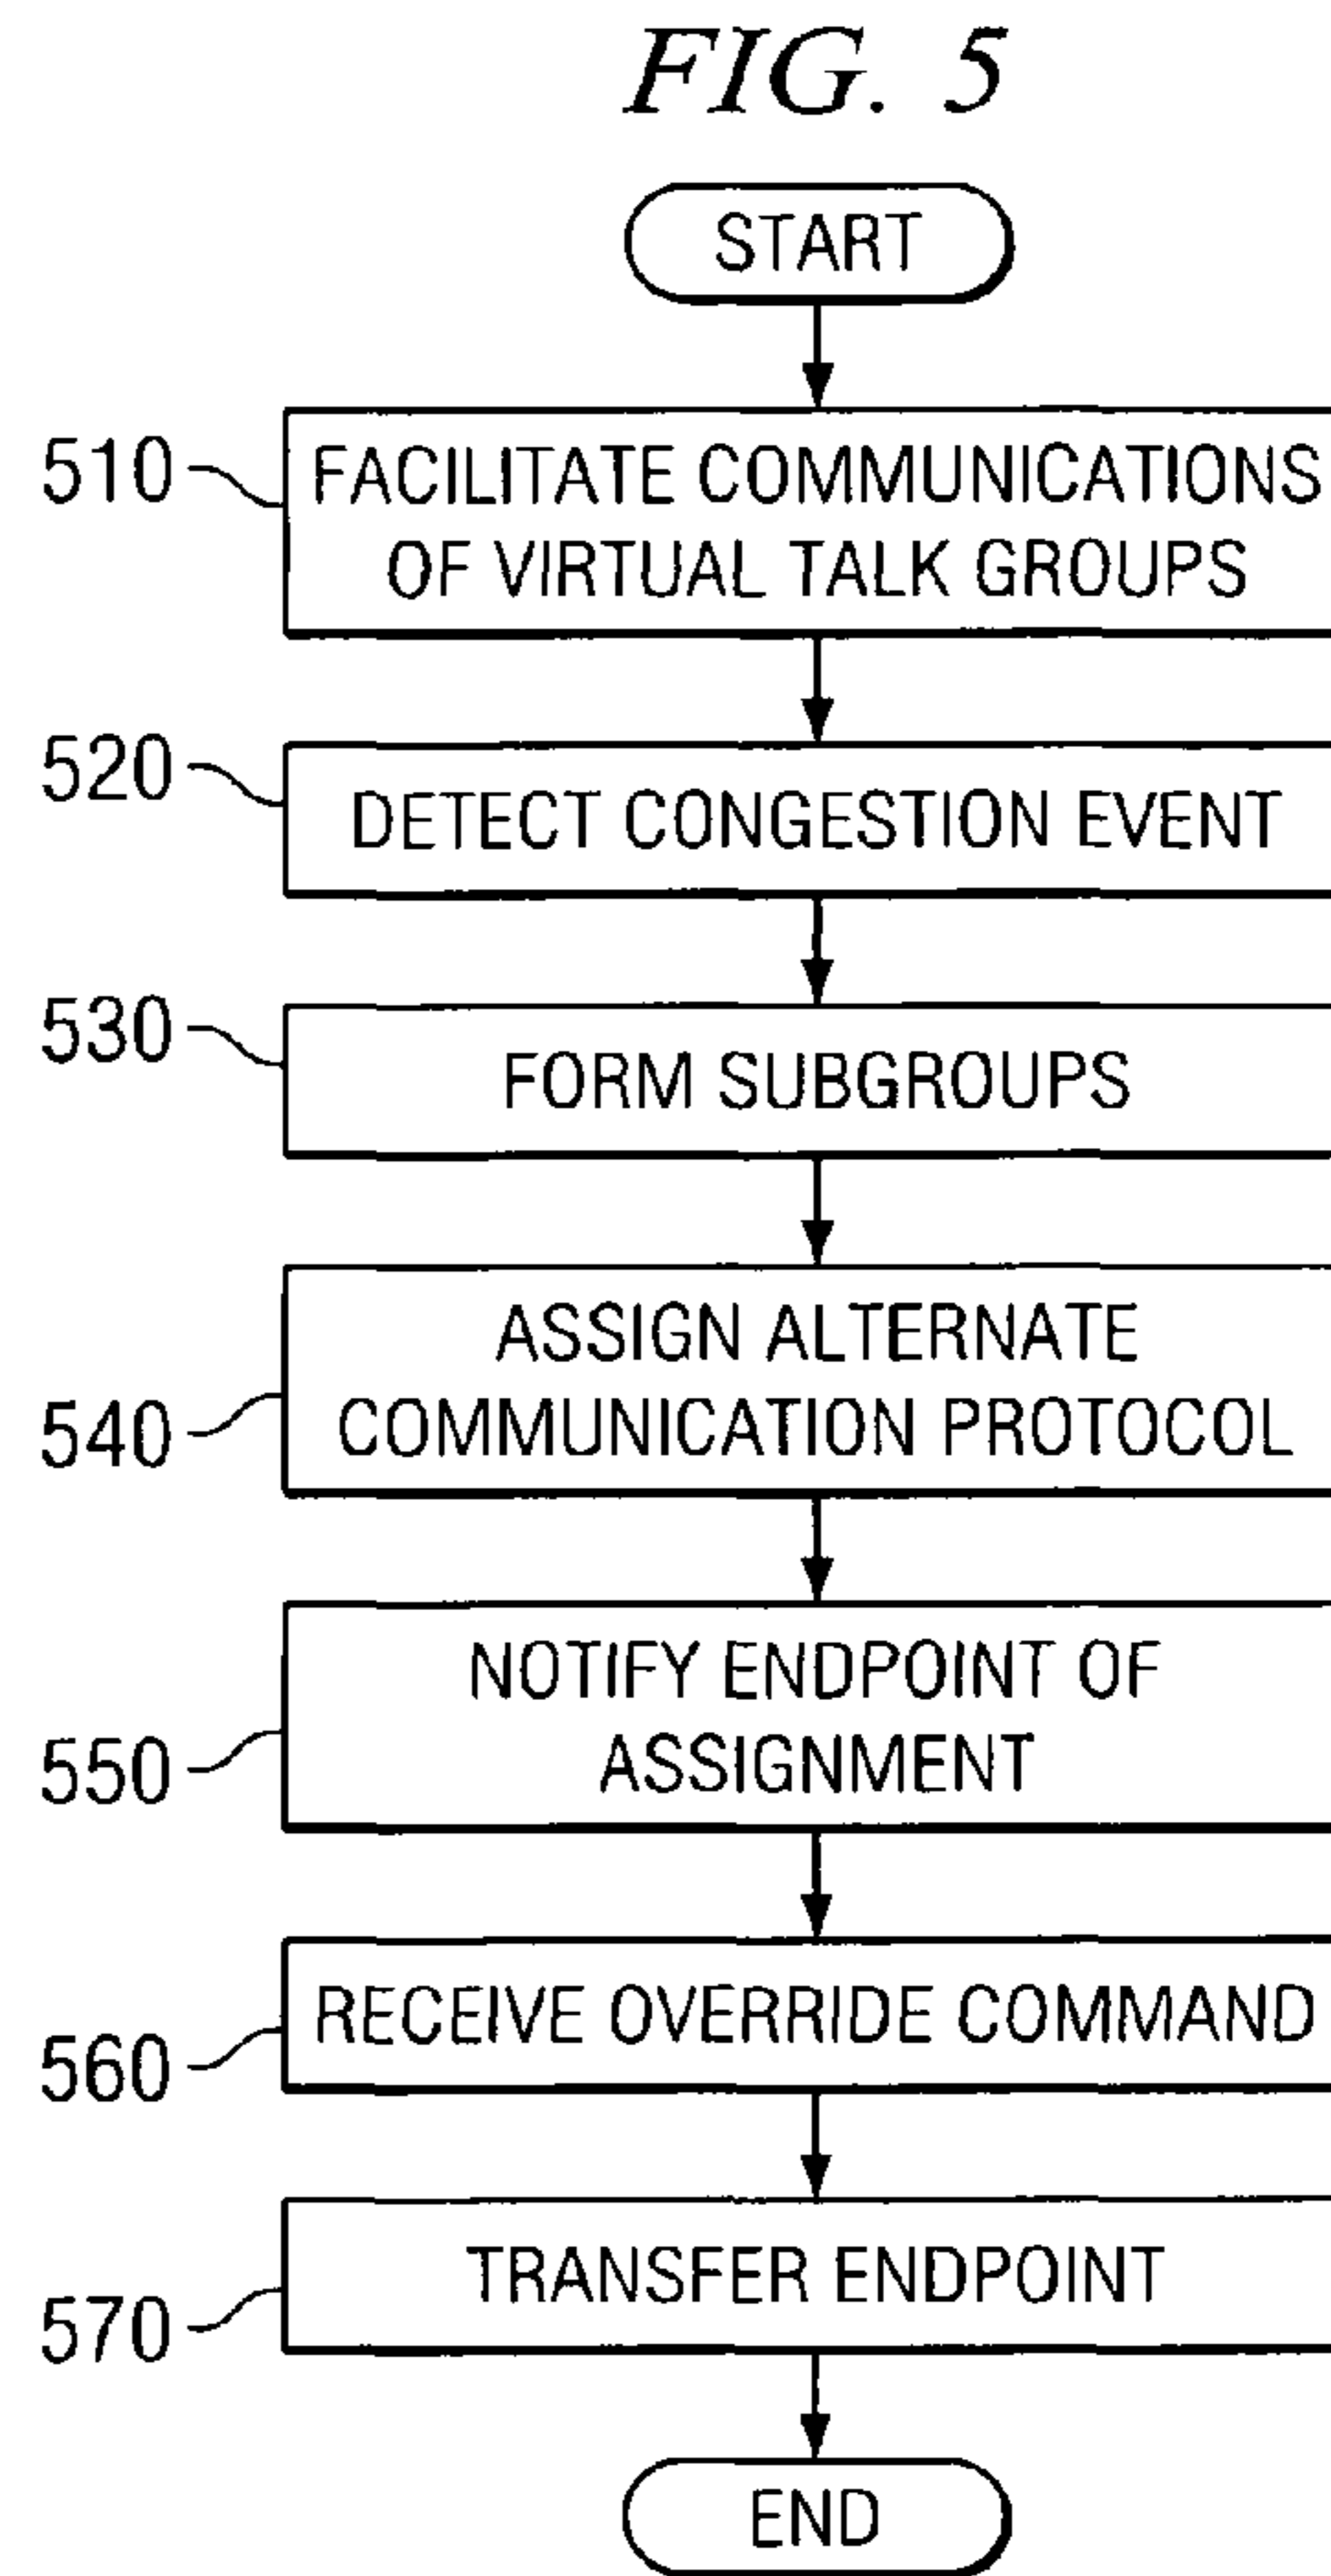 FIG. 5
START
510
FACILITATE COMMUNICATIONS
OF VIRTUAL TALK GROUPS
520
DETECT CONGESTION EVENT
530
FORM SUBGROUPS
540
ASSIGN ALTERNATE
COMMUNICATION PROTOCOL
550
NOTIFY ENDPOINT OF
ASSIGNMENT
560
RECEIVE OVERRIDE COMMAND
570
TRANSFER ENDPOINT
END